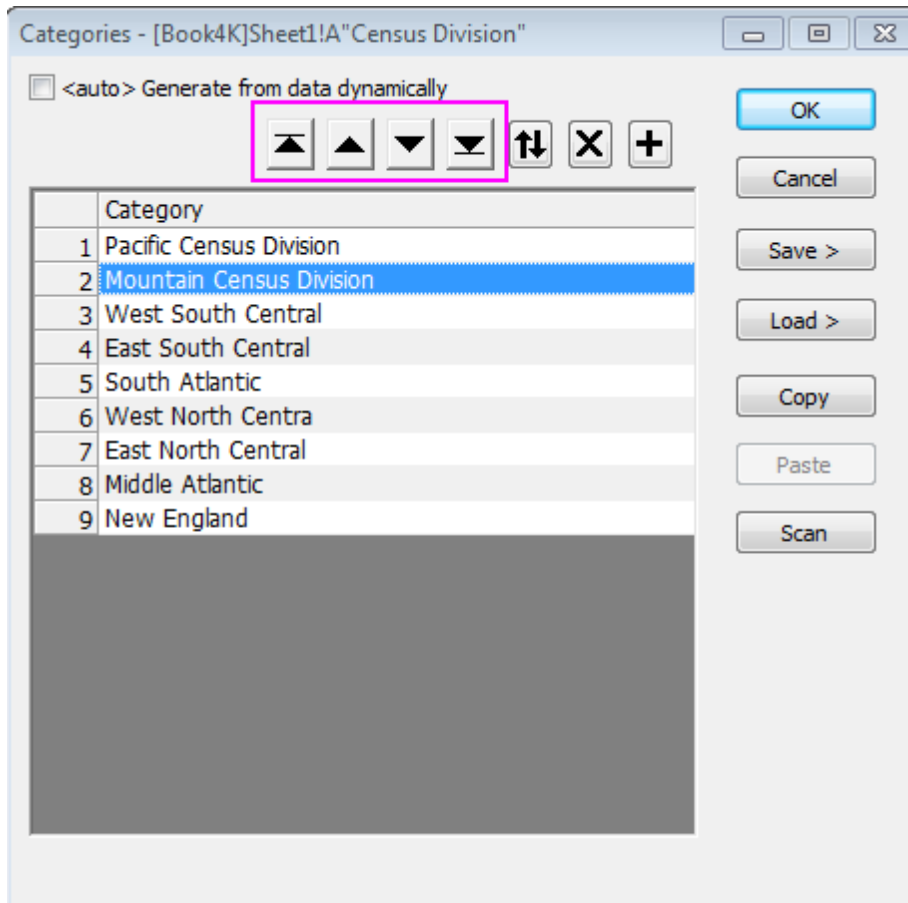 Categories - [Book4K]Sheet1!A"Census Division"
<auto> Generate from data dynamically
OK
Cancel
Category
1 Pacific Census Division
Save >
2 Mountain Census Division
3 West South Central
Load >
4 East South Central
5 South Atlantic
Copy
6 West North Centra
7 East North Central
Paste
8 Middle Atlantic
9 New England
Scan